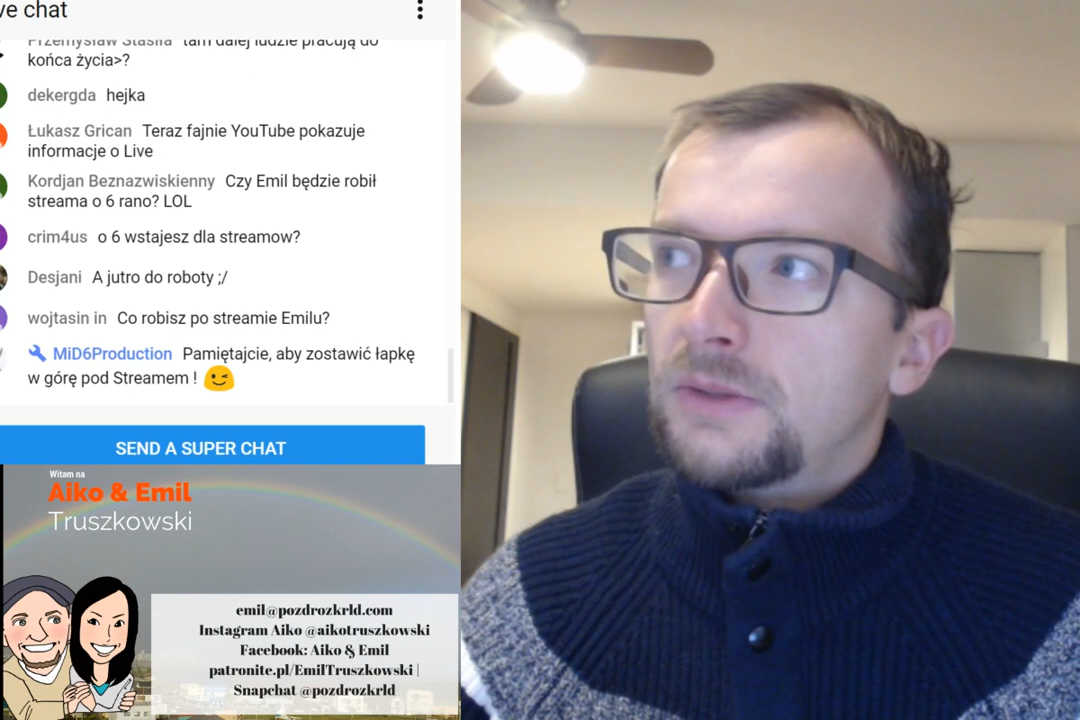 ve chat
Przemysław Stasila tam dalej ludzie pracują do
końca życia>?
dekergda hejka
Łukasz Grican Teraz fajnie YouTube pokazuje
informacje o Live
Kordjan Beznazwiskienny Czy Emil będzie robił
streama o 6 rano? LOL
crim4us o 6 wstajesz dla streamow?
Desjani A jutro do roboty ;/
wojtasin in Co robisz po streamie Emilu?
MiD6Production Pamiętajcie, aby zostawić łapkę
w górę pod Streamem ! 😉
SEND A SUPER CHAT
Witam na
Aiko & Emil
Truszkowski
emil@pozdrozkrld.com
Instagram Aiko @aikotruszkowski
Facebook: Aiko & Emil
patronite.pl/EmilTruszkowski |
Snapchat @pozdrozkrld